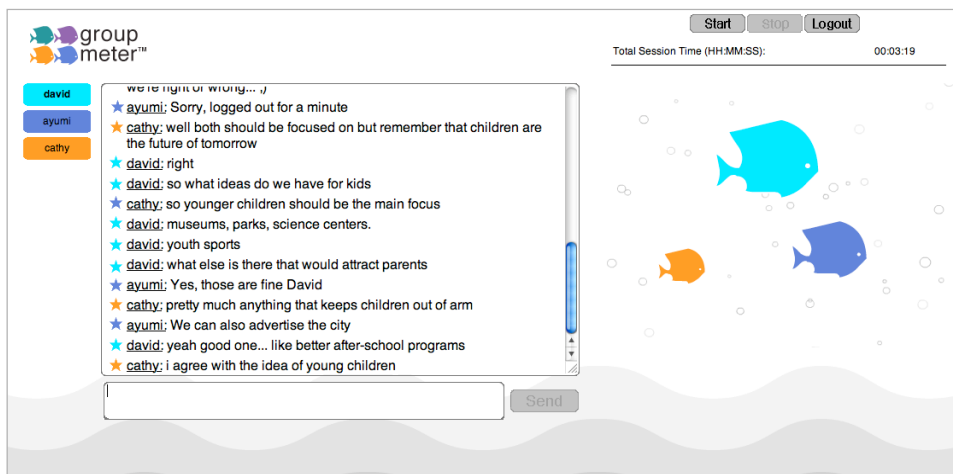 group
meter™
Start Stop Logout
Total Session Time (HH:MM:SS): 00:03:19
david
ayumi
cathy
we're right or wrong... ;)
ayumi: Sorry, logged out for a minute
cathy: well both should be focused on but remember that children are
the future of tomorrow
david: right
david: so what ideas do we have for kids
cathy: so younger children should be the main focus
david: museums, parks, science centers.
david: youth sports
david: what else is there that would attract parents
ayumi: Yes, those are fine David
cathy: pretty much anything that keeps children out of arm
ayumi: We can also advertise the city
david: yeah good one... like better after-school programs
cathy: i agree with the idea of young children
Send